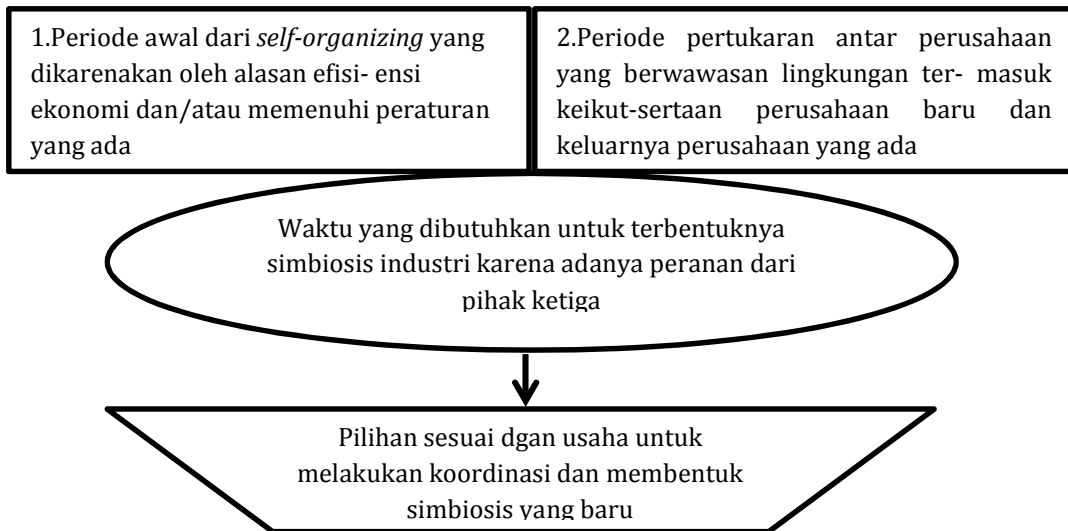 1.Periode awal dari self-organizing yang
dikarenakan oleh alasan efisi- ensi
ekonomi dan/atau memenuhi peraturan
yang ada
2.Periode pertukaran antar perusahaan
yang berwawasan lingkungan ter- masuk
keikut-sertaan perusahaan baru dan
keluarnya perusahaan yang ada
Waktu yang dibutuhkan untuk terbentuknya
simbiosis industri karena adanya peranan dari
pihak ketiga
Pilihan sesuai dgan usaha untuk
melakukan koordinasi dan membentuk
simbiosis yang baru